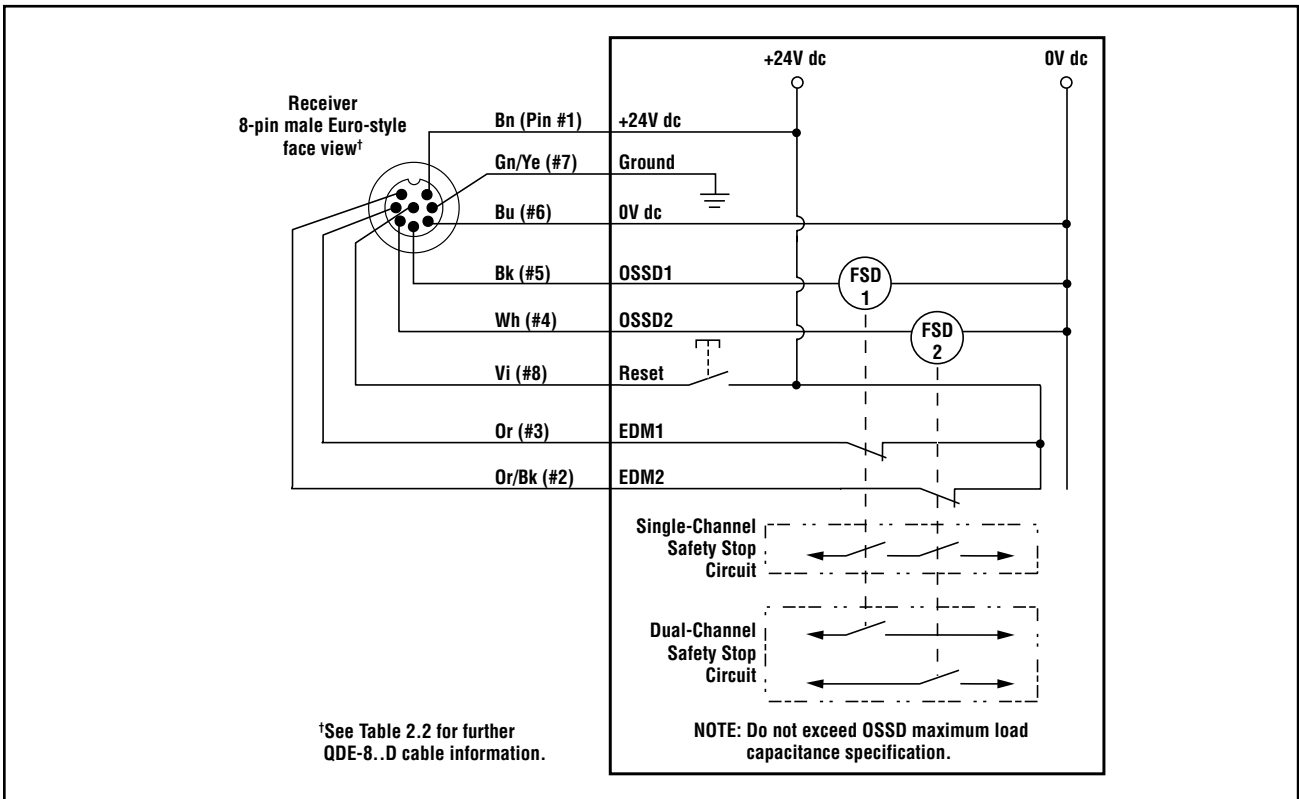 +24V dc
0V dc
Receiver
8-pin male Euro-style
face view†
Bn (Pin #1)
+24V dc
Gn/Ye (#7)
Ground
Bu (#6)
0V dc
Bk (#5)
OSSD1
FSD
1
Wh (#4)
OSSD2
FSD
2
Vi (#8)
Reset
Or (#3)
EDM1
Or/Bk (#2)
EDM2
Single-Channel
Safety Stop
Circuit
Dual-Channel
Safety Stop
Circuit
†See Table 2.2 for further
QDE-8..D cable information.
NOTE: Do not exceed OSSD maximum load
capacitance specification.